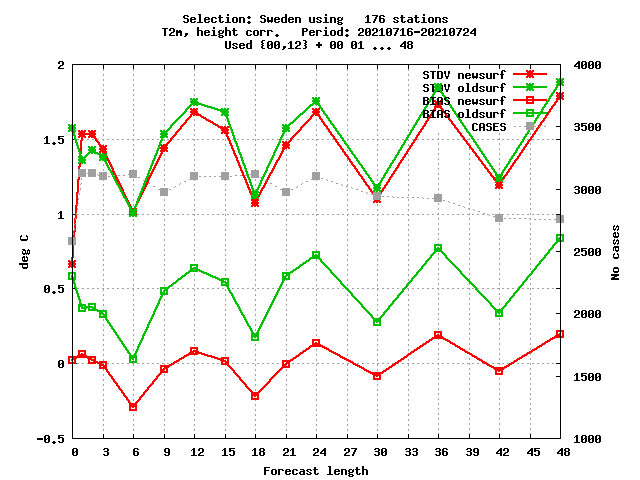 Selection: Sweden using   176 stations
T2m, height corr.   Period: 20210716-20210724
Used {00,12} + 00 01 ... 48
2
1.5
1
0.5
0
-0.5
deg C
4000
3500
3000
2500
2000
1500
1000
No cases
STDV newsurf
STDV oldsurf
BIAS newsurf
BIAS oldsurf
CASES
0 3 6 9 12 15 18 21 24 27 30 33 36 39 42 45 48
Forecast length